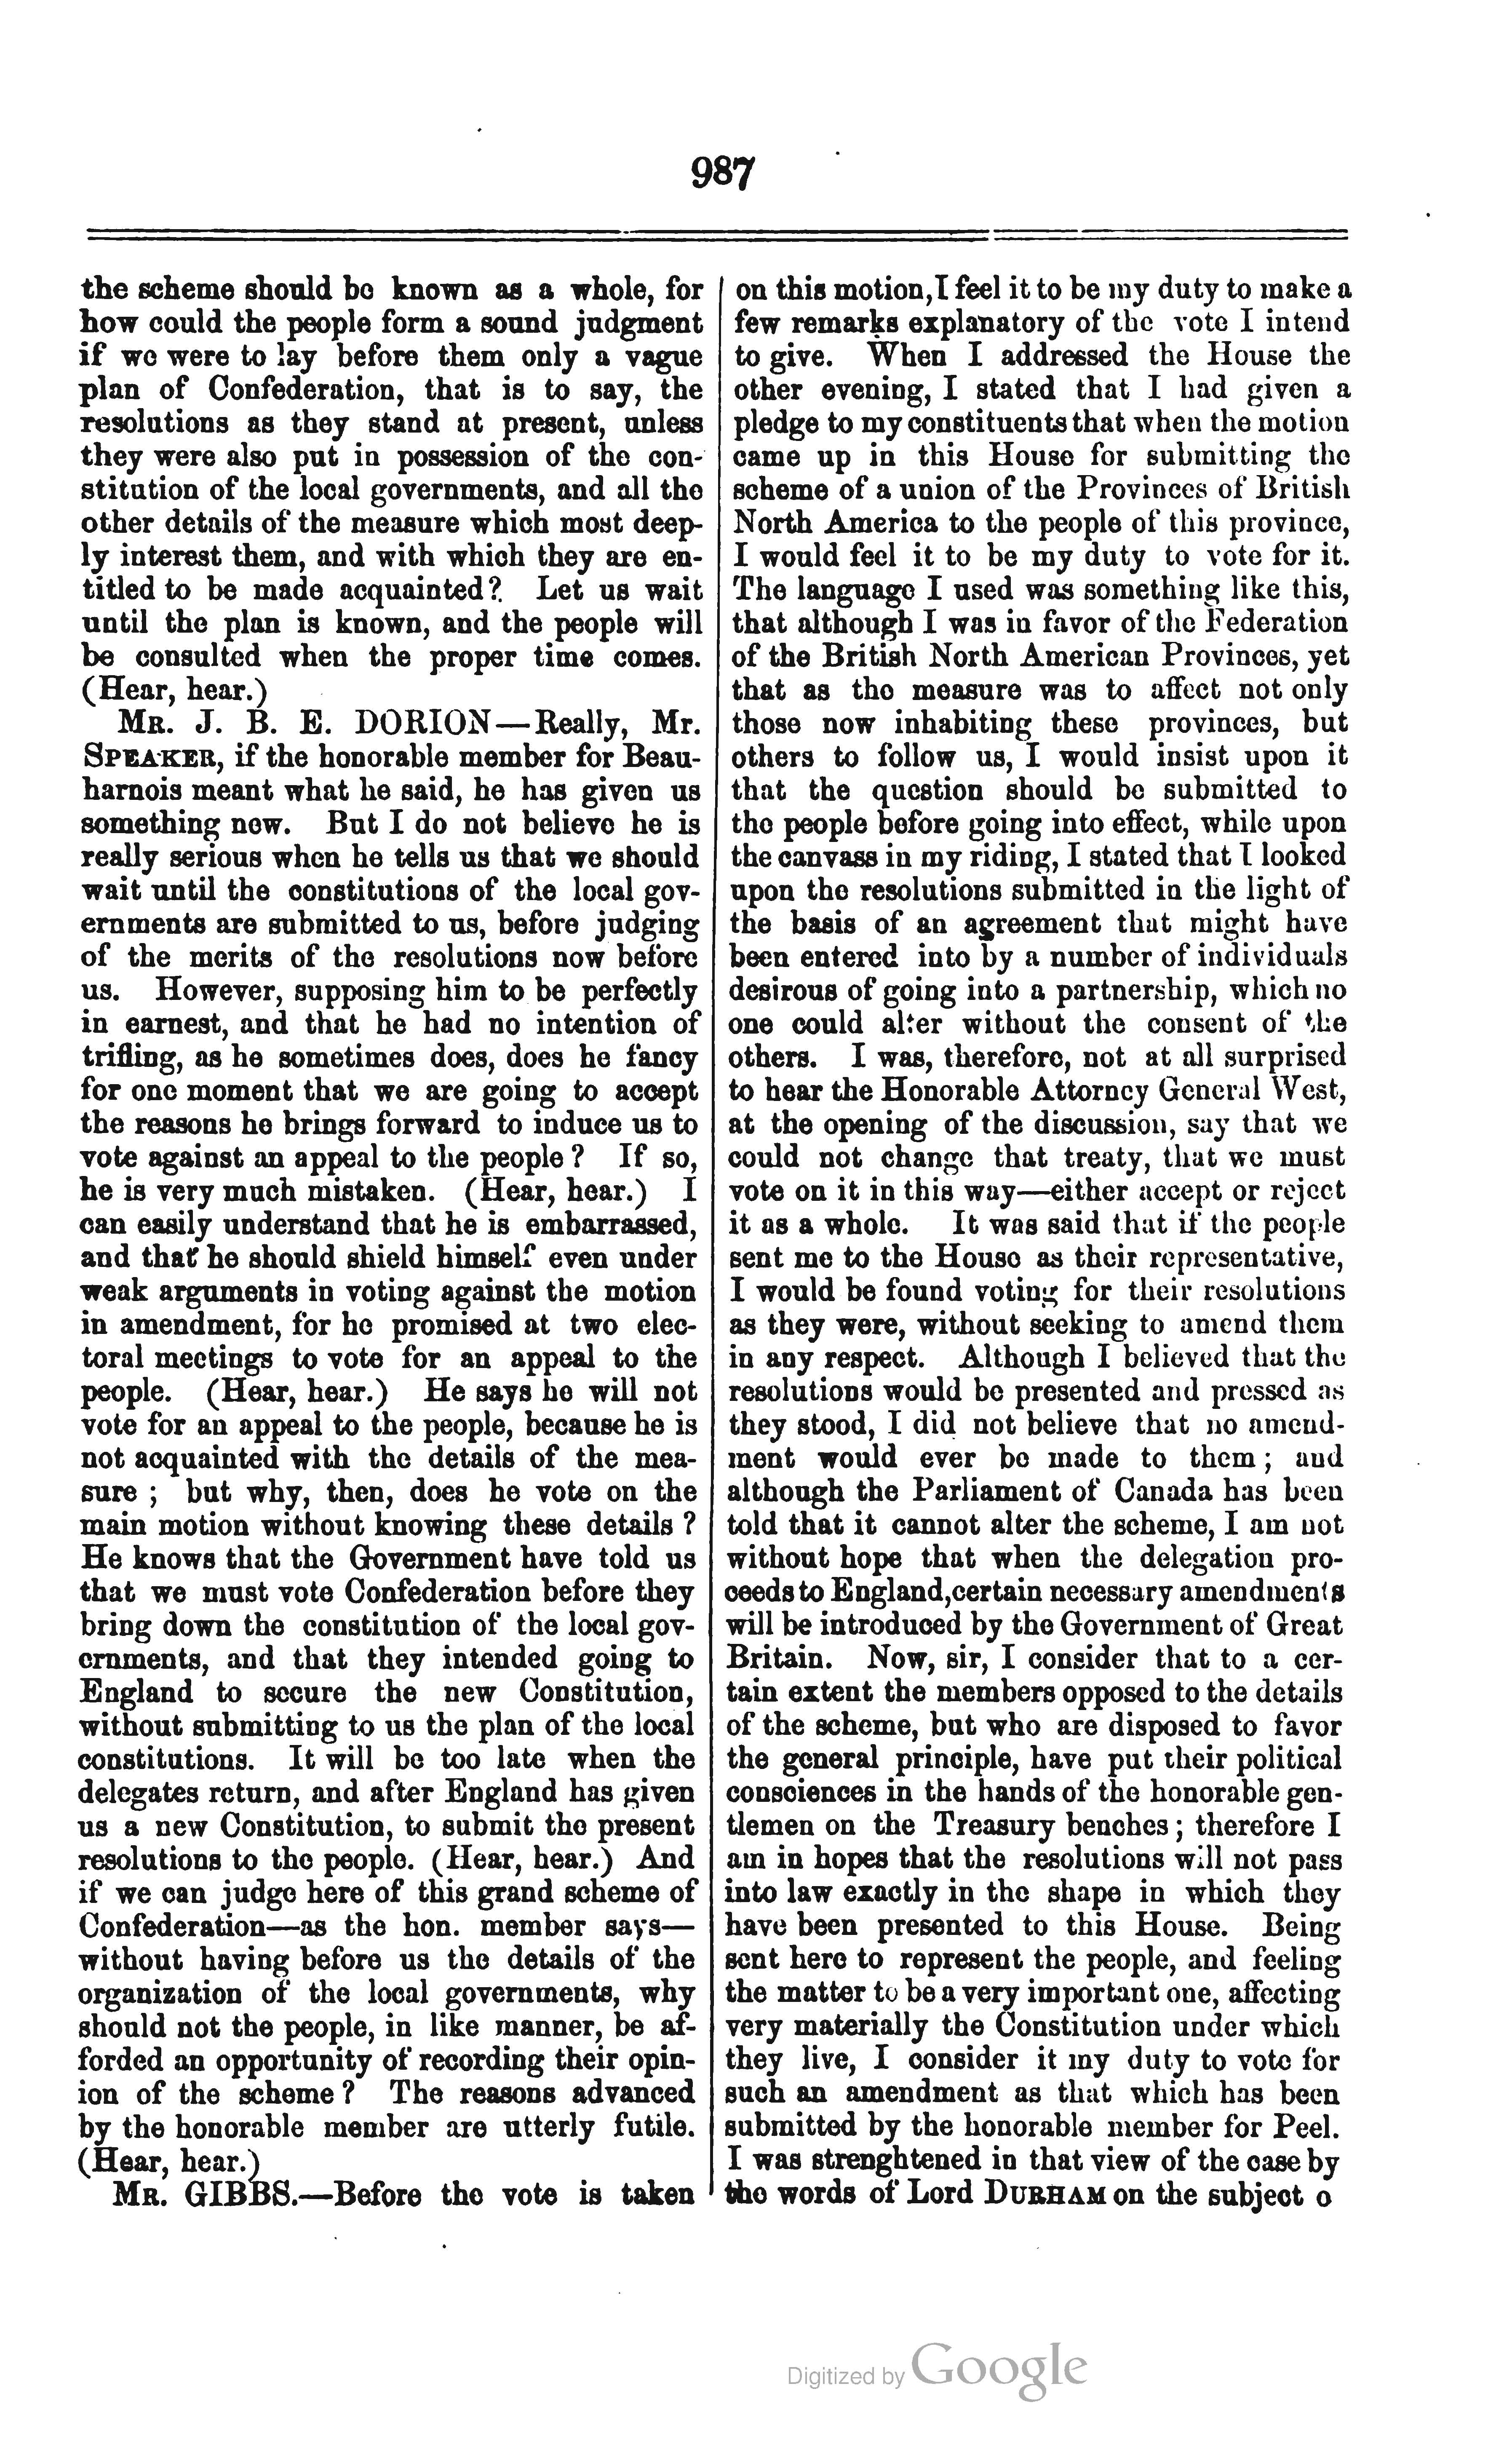 987
the scheme should be known as a whole, for
how could the people form a sound judgment
if we were to lay before them only a vague
plan of Confederation, that is to say, the
resolutions as they stand at present, unless
they were also put in possession of the con-
stitution of the local governments, and all the
other details of the measure which most deep-
ly interest them, and with which they are en-
titled to be made acquainted? Let us wait
until the plan is known, and the people will
be consulted when the proper time comes.
(Hear, hear.)
MR. J. B. E. DORION—Really, Mr.
SPEAKER, if the honorable member for Beau-
harnois meant what he said, he has given us
something new. But I do not believe he is
really serious when he tells us that we should
wait until the constitutions of the local gov-
ernments are submitted to us, before judging
of the merits of the resolutions now before
us. However, supposing him to be perfectly
in earnest, and that he had no intention of
trifling, as he sometimes does, does he fancy
for one moment that we are going to accept
the reasons he brings forward to induce us to
vote against an appeal to the people? If so,
he is very much mistaken. (Hear, hear.) I
can easily understand that he is embarrassed,
and that he should shield himself even under
weak arguments in voting against the motion
in amendment, for he promised at two elec-
toral meetings to vote for an appeal to the
people. (Hear, hear.) He says he will not
vote for an appeal to the people, because he is
not acquainted with the details of the mea-
sure ; but why, then, does he vote on the
main motion without knowing these details ?
He knows that the Government have told us
that we must vote Confederation before they
bring down the constitution of the local gov-
ernments, and that they intended going to
England to secure the new Constitution,
without submitting to us the plan of the local
constitutions. It will be too late when the
delegates return, and after England has given
us a new Constitution, to submit the present
resolutions to the people. (Hear, hear.) And
if we can judge here of this grand scheme of
Confederation—as the hon. member says—
without having before us the details of the
organization of the local governments, why
should not the people, in like manner, be af-
forded an opportunity of recording their opin-
ion of the scheme ? The reasons advanced
by the honorable member are utterly futile.
(Hear, hear.)
MR. GIBBS.—Before the vote is taken
on this motion, I feel it to be my duty to make a
few remarks explanatory of the vote I intend
to give. When I addressed the House the
other evening, I stated that I had given a
pledge to my constituents that when the motion
came up in this House for submitting the
scheme of a union of the Provinces of British
North America to the people of this province,
I would feel it to be my duty to vote for it.
The language I used was something like this,
that although I was in favor of the Federation
of the British North American Provinces, yet
that as the measure was to affect not only
those now inhabiting these provinces, but
others to follow us, I would insist upon it
that the question should be submitted to
the people before going into effect, while upon
the canvass in my riding, I stated that I looked
upon the resolutions submitted in the light of
the basis of an agreement that might have
been entered into by a number of individuals
desirous of going into a partnership, which no
one could alter without the consent of the
others. I was, therefore, not at all surprised
to hear the Honorable Attorney General West,
at the opening of the discussion, say that we
could not change that treaty, that we must
vote on it in this way—either accept or reject
it as a whole. It was said that if the people
sent me to the House as their representative,
I would be found voting for their resolutions
as they were, without seeking to amend them
in any respect. Although I believed that the
resolutions would be presented and pressed as
they stood, I did not believe that no amend-
ment would ever be made to them ; and
although the Parliament of Canada has been
told that it cannot alter the scheme, I am not
without hope that when the delegation pro-
ceeds to England, certain necessary amendments
will be introduced by the Government of Great
Britain. Now, sir, I consider that to a cer-
tain extent the members opposed to the details
of the scheme, but who are disposed to favor
the general principle, have put their political
consciences in the hands of the honorable gen-
tlemen on the Treasury benches ; therefore I
am in hopes that the resolutions will not pass
into law exactly in the shape in which they
have been presented to this House. Being
sent here to represent the people, and feeling
the matter to be a very important one, affecting
very materially the Constitution under which
they live, I consider it my duty to vote for
such an amendment as that which has been
submitted by the honorable member for Peel.
I was strenghtened in that view of the case by
the words of Lord DURHAM on the subject o
Digitized by Google